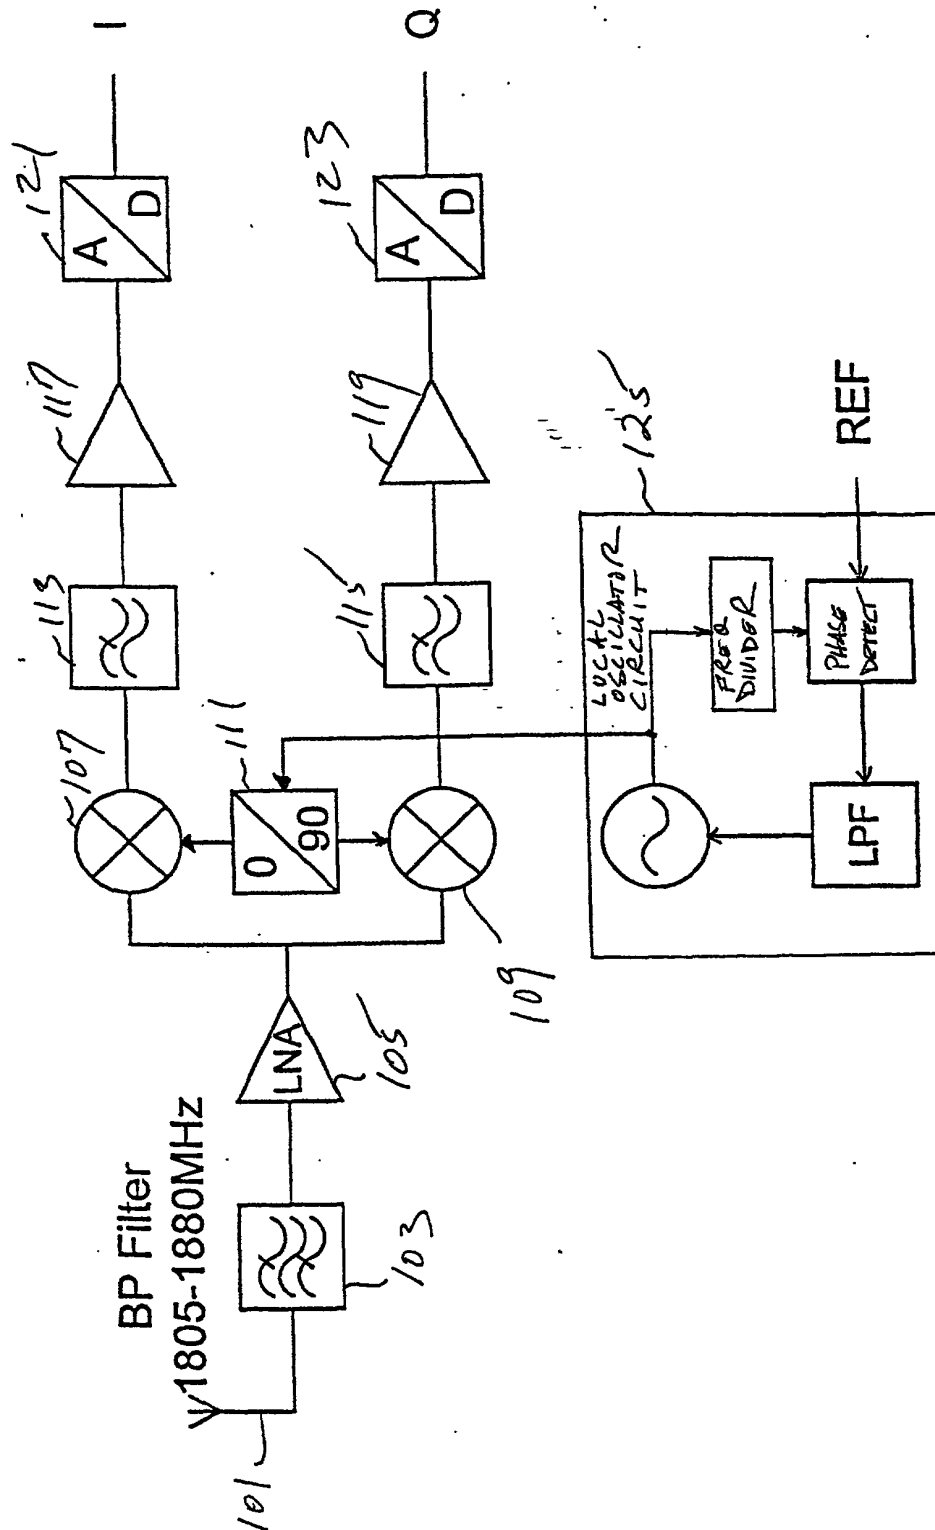 I
Q
121
A
D
123
A
D
117
119
113
115
107
111
0
90
109
LNA
105
BP Filter
1805-1880MHz
103
101
125
REF
LOCAL
OSCILLATOR
CIRCUIT
FREQ
DIVIDER
PHASE
DETECT
LPF